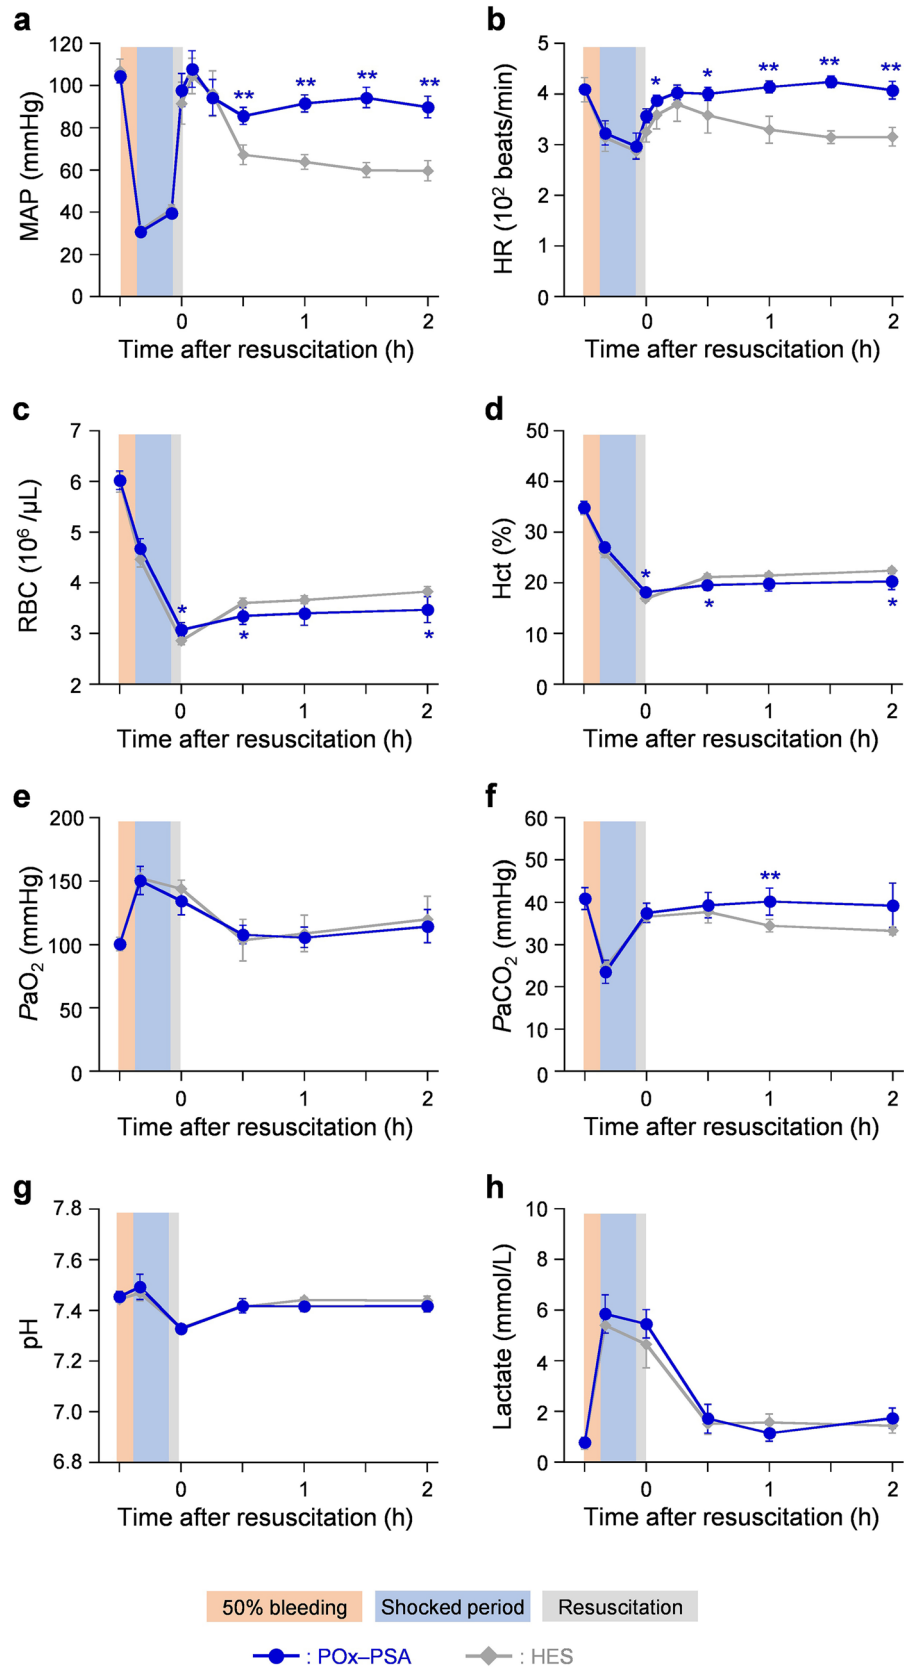 a
MAP (mmHg)
120
100
80
60
40
20
0
** ** ** **
0 1 2
Time after resuscitation (h)
b
HR (10² beats/min)
5
4
3
2
1
0
* * ** ** **
0 1 2
Time after resuscitation (h)
c
RBC (10⁶ /µL)
7
6
5
4
3
2
* * *
0 1 2
Time after resuscitation (h)
d
Hct (%)
50
40
30
20
10
0
* * *
0 1 2
Time after resuscitation (h)
e
PaO₂ (mmHg)
200
150
100
50
0
0 1 2
Time after resuscitation (h)
f
PaCO₂ (mmHg)
60
50
40
30
20
10
0
**
0 1 2
Time after resuscitation (h)
g
pH
7.8
7.6
7.4
7.2
7.0
6.8
0 1 2
Time after resuscitation (h)
h
Lactate (mmol/L)
10
8
6
4
2
0
0 1 2
Time after resuscitation (h)
50% bleeding Shocked period Resuscitation
: POx–PSA : HES